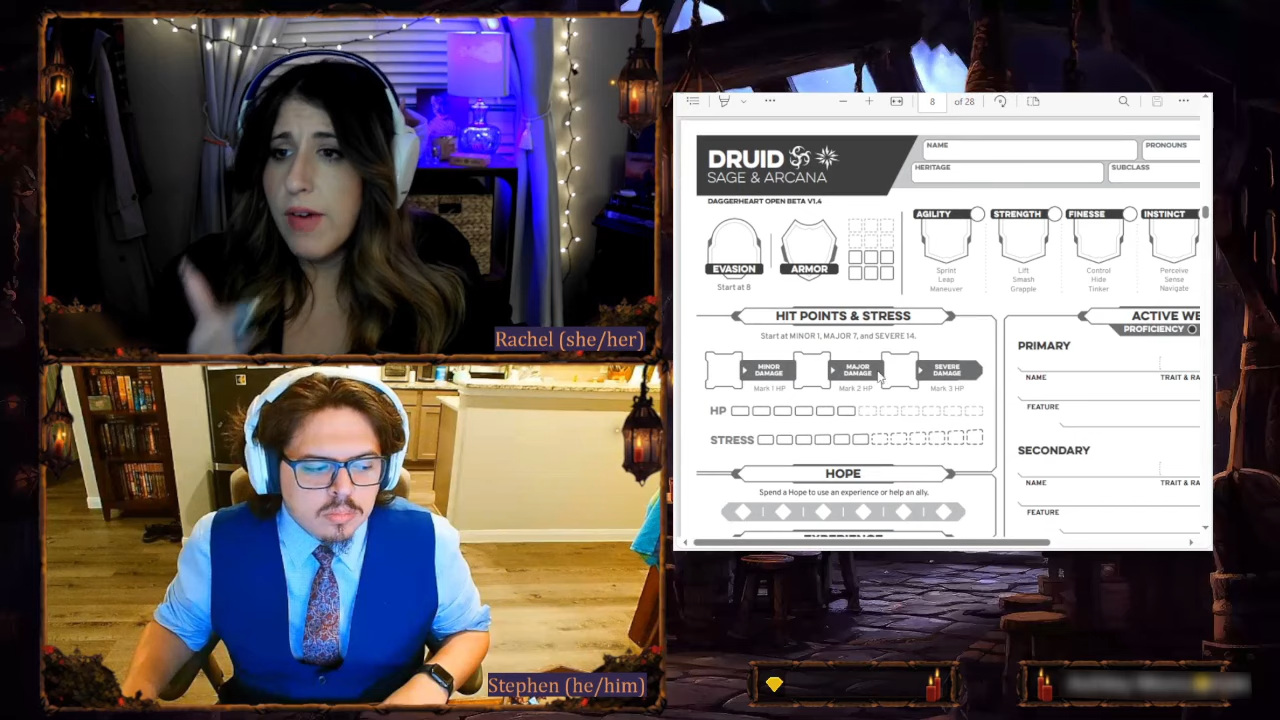 Rachel (she/her)
Stephen (he/him)
8 of 28
DRUID
SAGE & ARCANA
NAME
PRONOUNS
HERITAGE
SUBCLASS
DAGGERHEART OPEN BETA V1.4
EVASION
ARMOR
Start at 8
AGILITY
STRENGTH
FINESSE
INSTINCT
Sprint
Leap
Maneuver
Lift
Smash
Grapple
Control
Hide
Tinker
Perceive
Sense
Navigate
HIT POINTS & STRESS
Start at MINOR 1, MAJOR 7, and SEVERE 14.
MINOR
DAMAGE
MAJOR
DAMAGE
SEVERE
DAMAGE
Mark 1 HP
Mark 2 HP
Mark 3 HP
HP
STRESS
HOPE
Spend a Hope to use an experience or help an ally.
EXPERIENCE
ACTIVE WE
PROFICIENCY
PRIMARY
NAME
TRAIT & RA
FEATURE
SECONDARY
NAME
TRAIT & RA
FEATURE